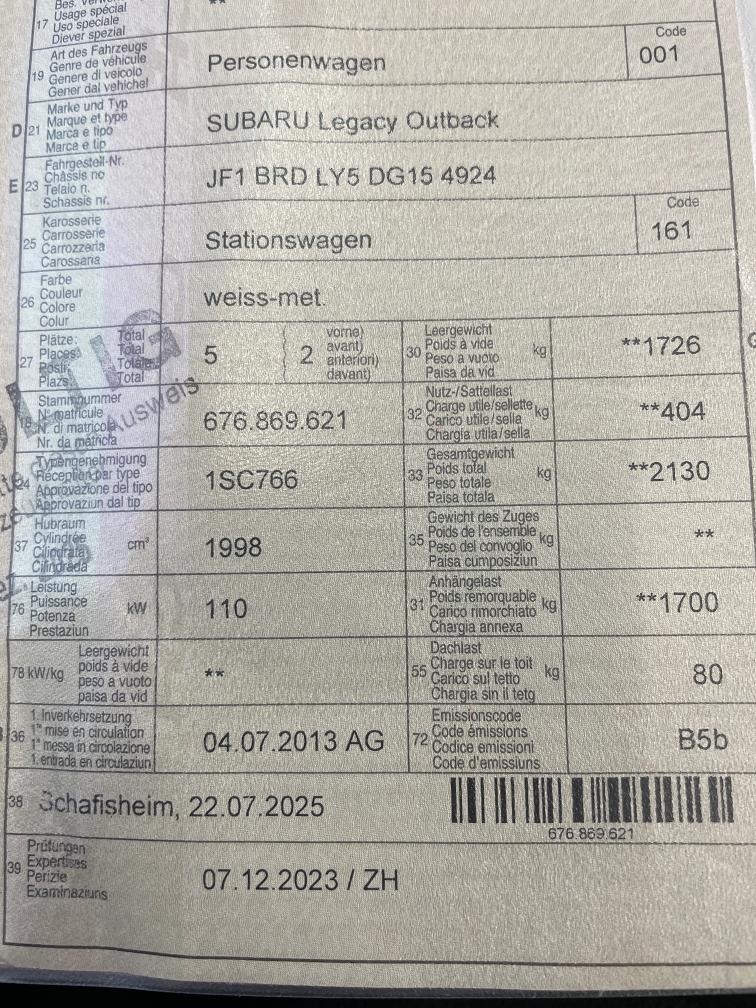 17 Usage spécial
Uso speciale
Diever spezial
**
19 Art des Fahrzeugs
Genre de véhicule
Genere di veicolo
Gener dal vehichel
Personenwagen
Code
001
D 21 Marke und Typ
Marque et type
Marca e tipo
Marca e tip
SUBARU Legacy Outback
E 23 Fahrgestell-Nr.
Châssis no
Telaio n.
Schassis nr.
JF1 BRD LY5 DG15 4924
25 Karosserie
Carrosserie
Carrozzeria
Carossaria
Stationswagen
Code
161
26 Farbe
Couleur
Colore
Colur
weiss-met.
27 Plätze: Total
Places: Total
Posti: Totale
Plazs: Total
5
2
vorne)
avant)
anteriori)
davant)
30 Leergewicht
Poids à vide
Peso a vuoto
Paisa da vid
kg
**1726
Stammnummer
N° matricule
N° di matricola
Nr. da matricla
676.869.621
32 Nutz-/Sattellast
Charge utile/sellette
Carico utile/sella
Chargia utila/sella
kg
**404
Ausweis
24 Typengenehmigung
Réception par type
Approvazione del tipo
Approvaziun dal tip
1SC766
33 Gesamtgewicht
Poids total
Peso totale
Paisa totala
kg
**2130
37 Hubraum
Cylindrée
Cilindrata
Cilindrada
cm³
1998
35 Gewicht des Zuges
Poids de l'ensemble
Peso del convoglio
Paisa cumposiziun
kg
**
76 Leistung
Puissance
Potenza
Prestaziun
kW
110
31 Anhängelast
Poids remorquable
Carico rimorchiato
Chargia annexa
kg
**1700
78 kW/kg
Leergewicht
poids à vide
peso a vuoto
paisa da vid
**
55 Dachlast
Charge sur le toit
Carico sul tetto
Chargia sin il tetg
kg
80
36 1. Inverkehrsetzung
1re mise en circulation
1a messa in circolazione
1. entrada en circulaziun
04.07.2013 AG
72 Emissionscode
Code émissions
Codice emissioni
Code d'emissiuns
B5b
38 Schafisheim, 22.07.2025
676.869.621
39 Prüfungen
Expertises
Perizie
Examinaziuns
07.12.2023 / ZH